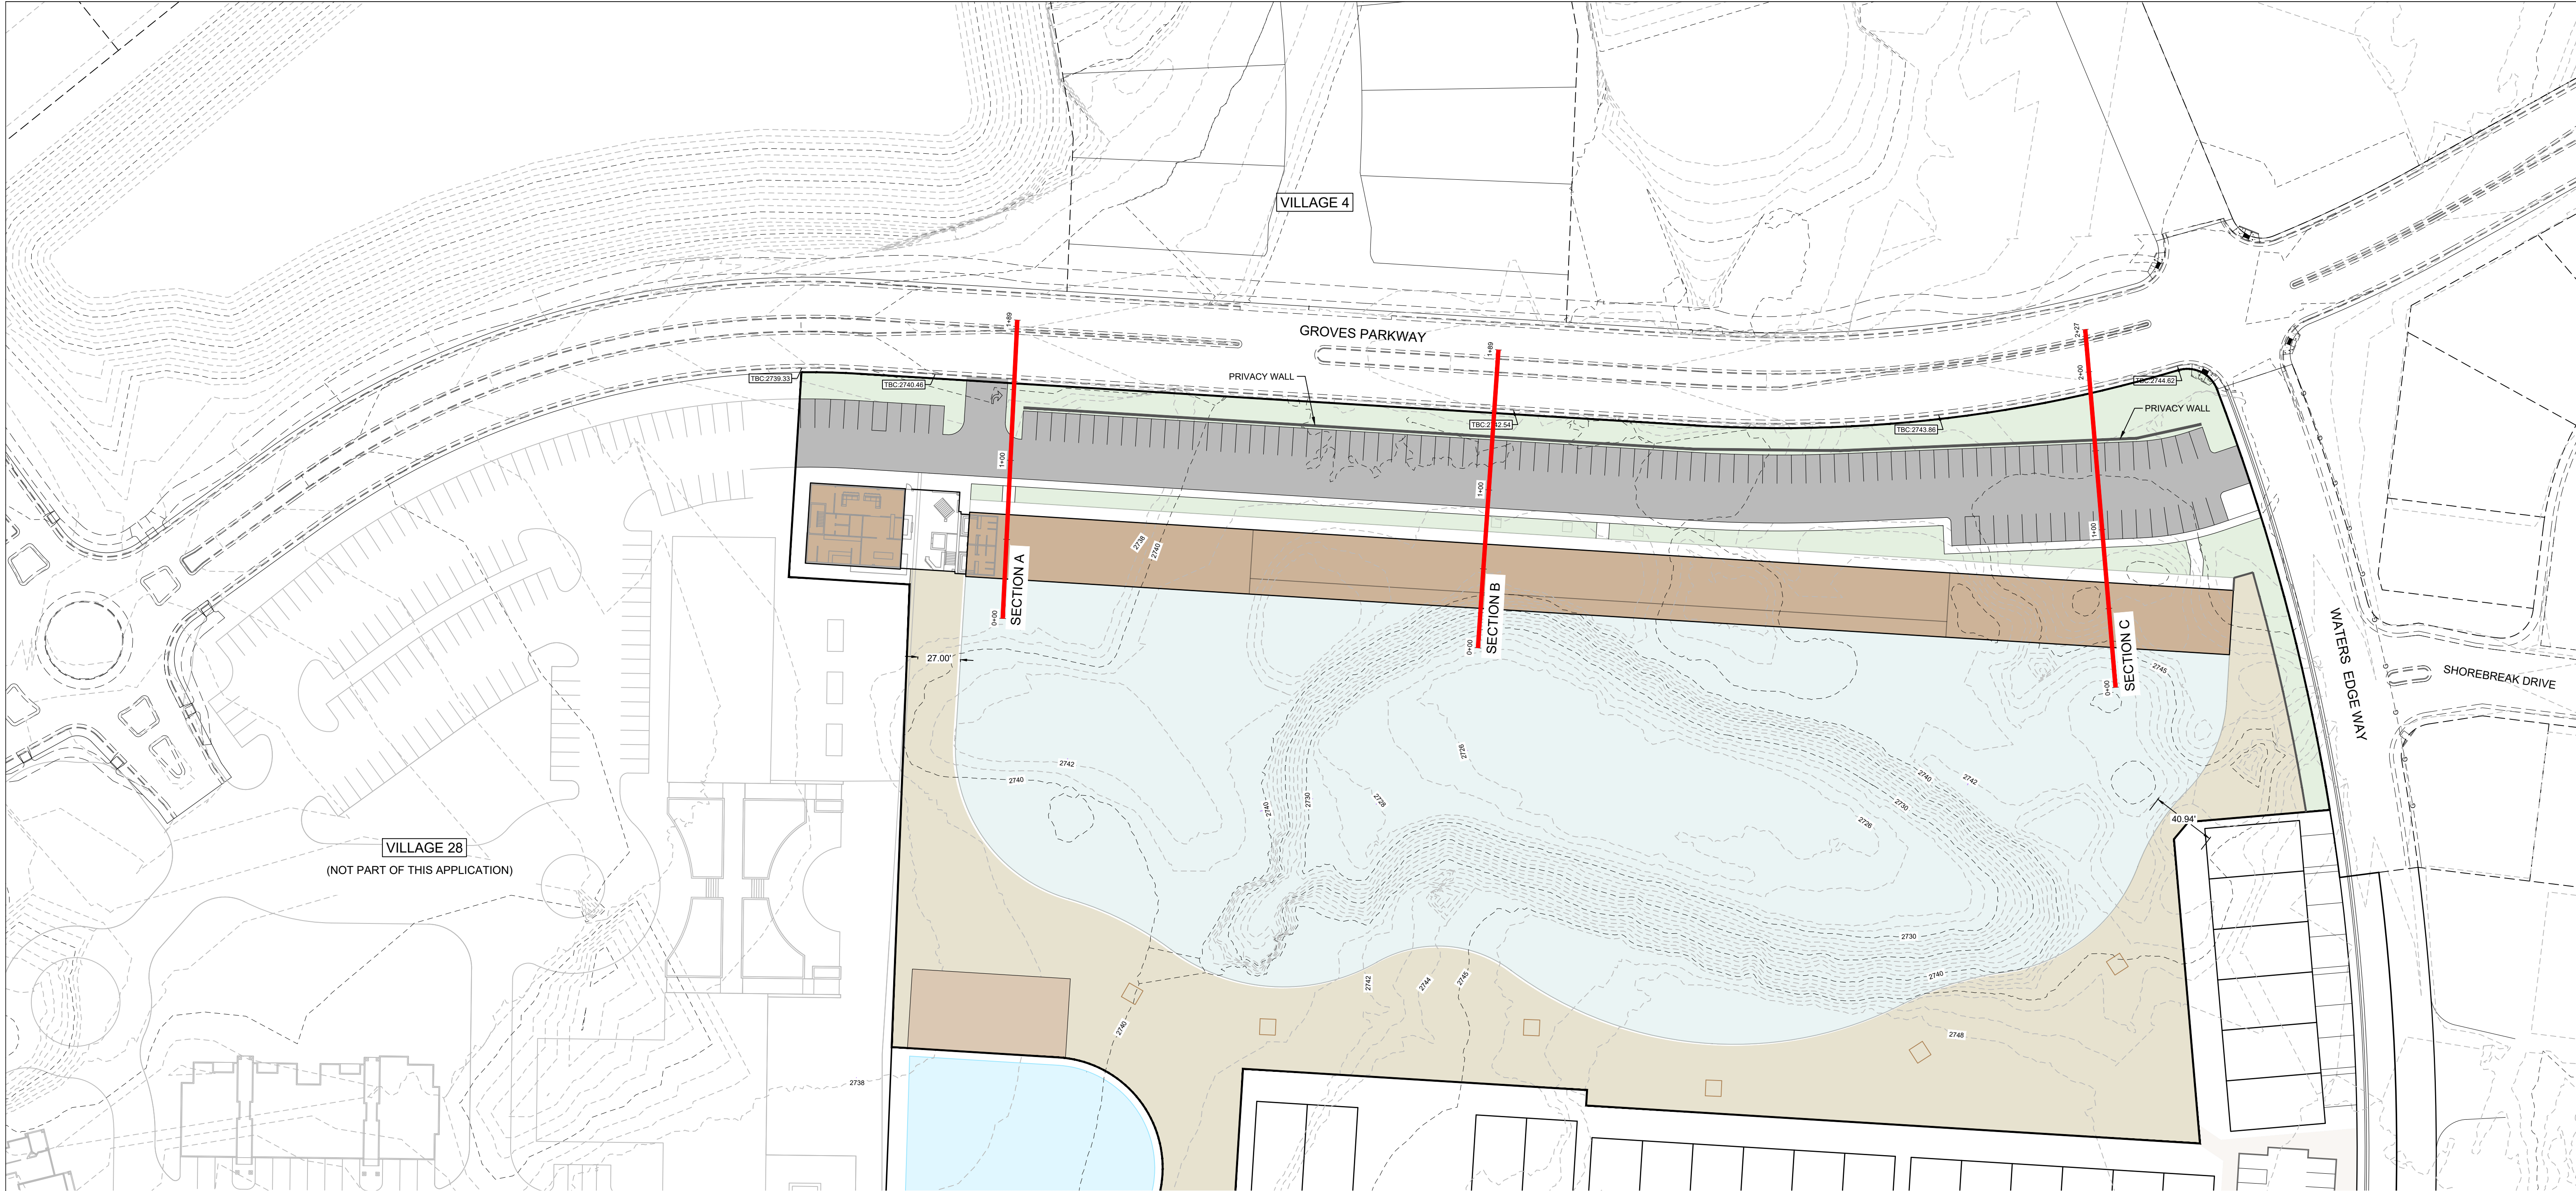 VILLAGE 4
GROVES PARKWAY
1+89
1+89
2+27
2+00
TBC:2739.33
TBC:2740.46
PRIVACY WALL
TBC:2744.62
PRIVACY WALL
TBC:2743.86
1+00
1+00
1+00
2738
2740
SECTION A
0+00
SECTION B
0+00
SECTION C
0+00
2745
WATERS EDGE WAY
SHOREBREAK DRIVE
27.00'
2742
2740
2740
2730
2726
2728
2740
2742
2730
2726
40.94'
VILLAGE 28
(NOT PART OF THIS APPLICATION)
2730
2740
2742
2744
2745
2740
2748
2738